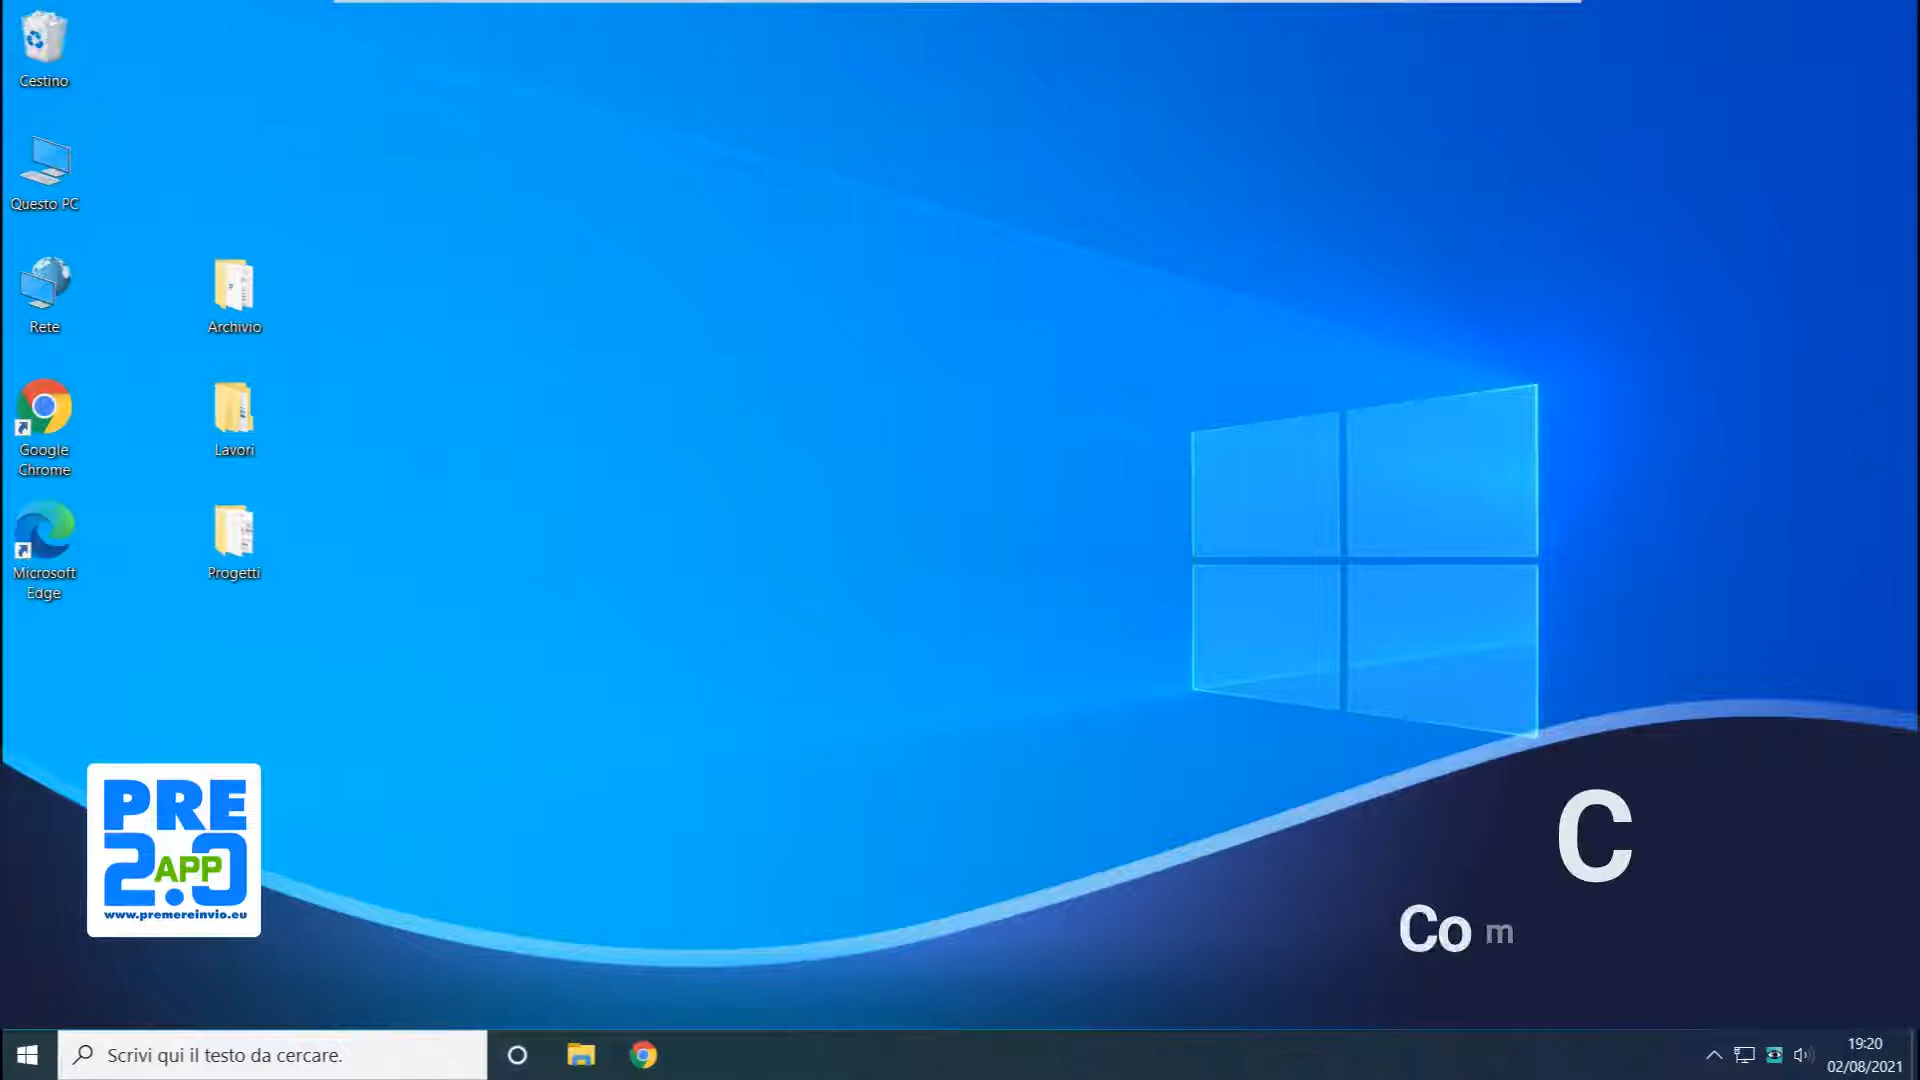 Cestino
Questo PC
Rete
Archivio
Google
Chrome
Lavori
Microsoft
Edge
Progetti
PRE
2.0
APP
www.premereinvio.eu
C
Com
Scrivi qui il testo da cercare.
19:20
02/08/2021